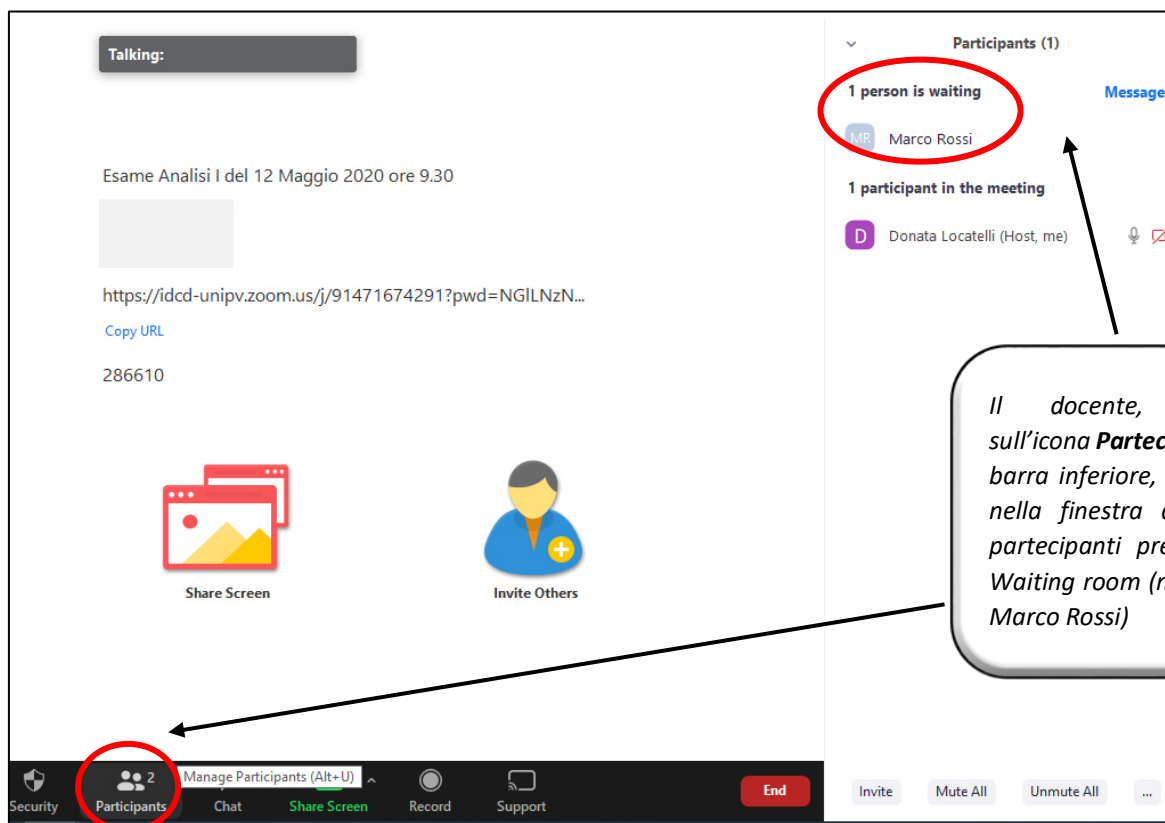 Talking:
Esame Analisi I del 12 Maggio 2020 ore 9.30
https://idcd-unipv.zoom.us/j/91471674291?pwd=NGlLNzN...
Copy URL
286610
Share Screen
Invite Others
Participants (1)
1 person is waiting
Message
MR Marco Rossi
1 participant in the meeting
D Donata Locatelli (Host, me)
Il docente,
sull’icona
barra inferiore,
nella finestra
partecipanti
Waiting room
Marco Rossi)
Security
Participants
2
Manage Participants (Alt+U)
Chat
Share Screen
Record
Support
End
Invite
Mute All
Unmute All
...